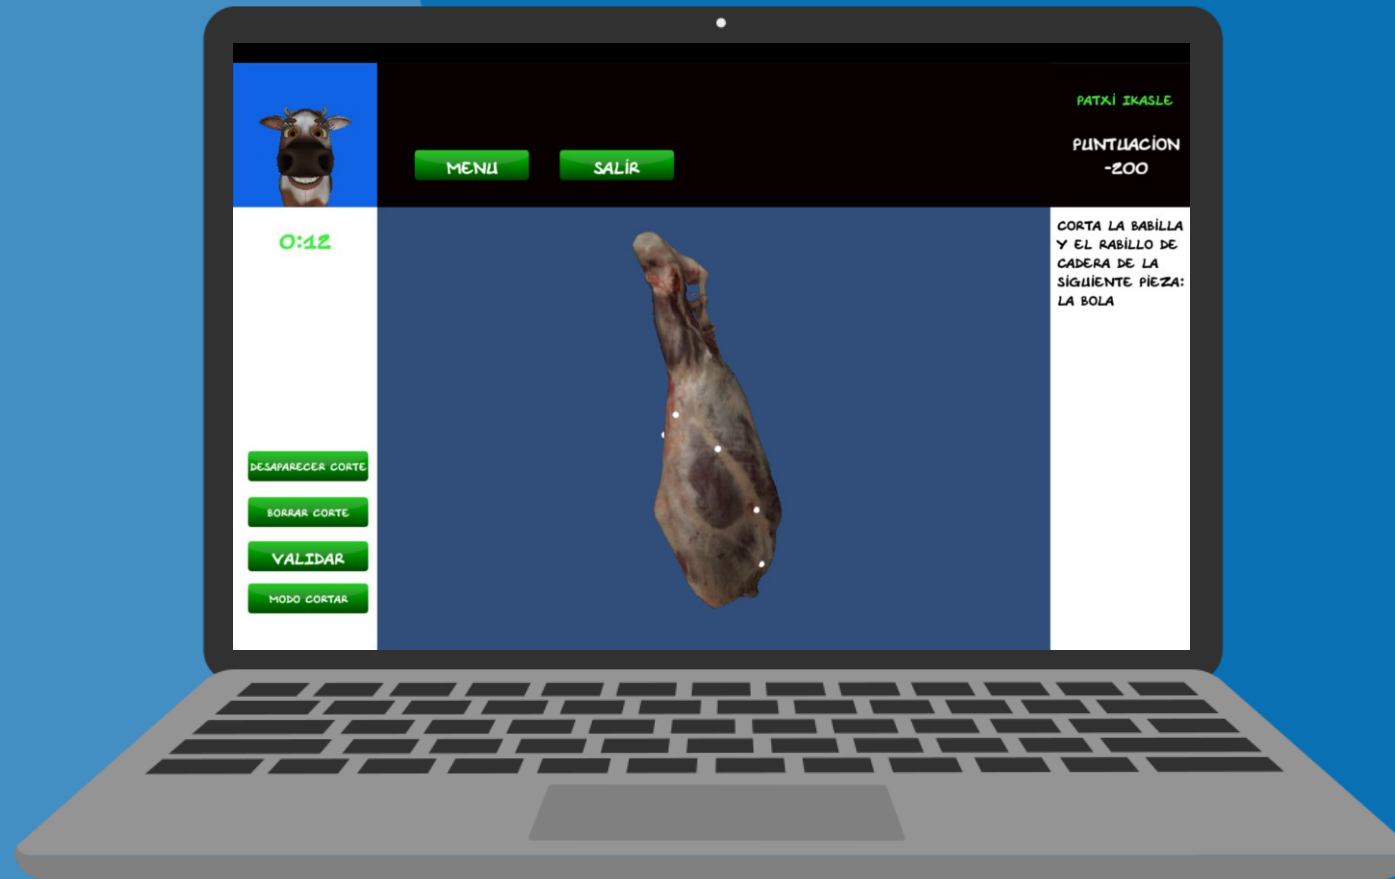 PATXI IKASLE
PUNTUACION
-200
MENU
SALIR
0:12
CORTA LA BABILLA
Y EL RABILLO DE
CADERA DE LA
SIGUIENTE PIEZA:
LA BOLA
DESAPARECER CORTE
BORRAR CORTE
VALIDAR
MODO CORTAR